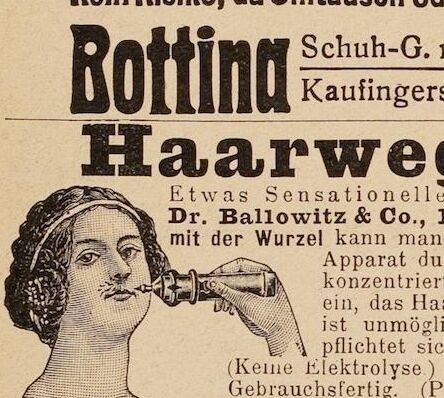 Bottina Schuh-G.
Kaufingers
Haarweg
Etwas Sensationelle
Dr. Ballowitz & Co.,
mit der Wurzel kann man
Apparat du
konzentrier
ein, das Haa
ist unmögli
pflichtet sic
(Keine Elektrolyse.)
Gebrauchsfertig. (P